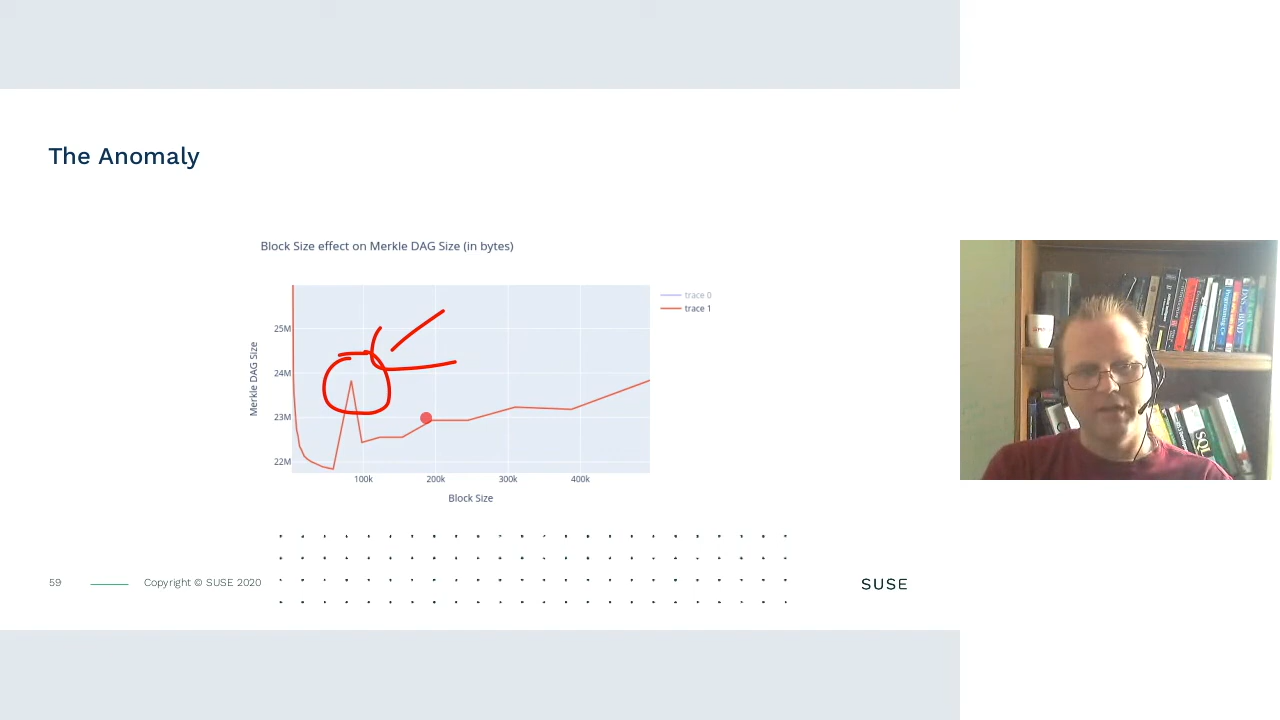 The Anomaly
Block Size effect on Merkle DAG Size (in bytes)
trace 0
trace 1
25M
24M
23M
22M
Merkle DAG Size
100k
200k
300k
400k
Block Size
59
Copyright © SUSE 2020
SUSE
SQL